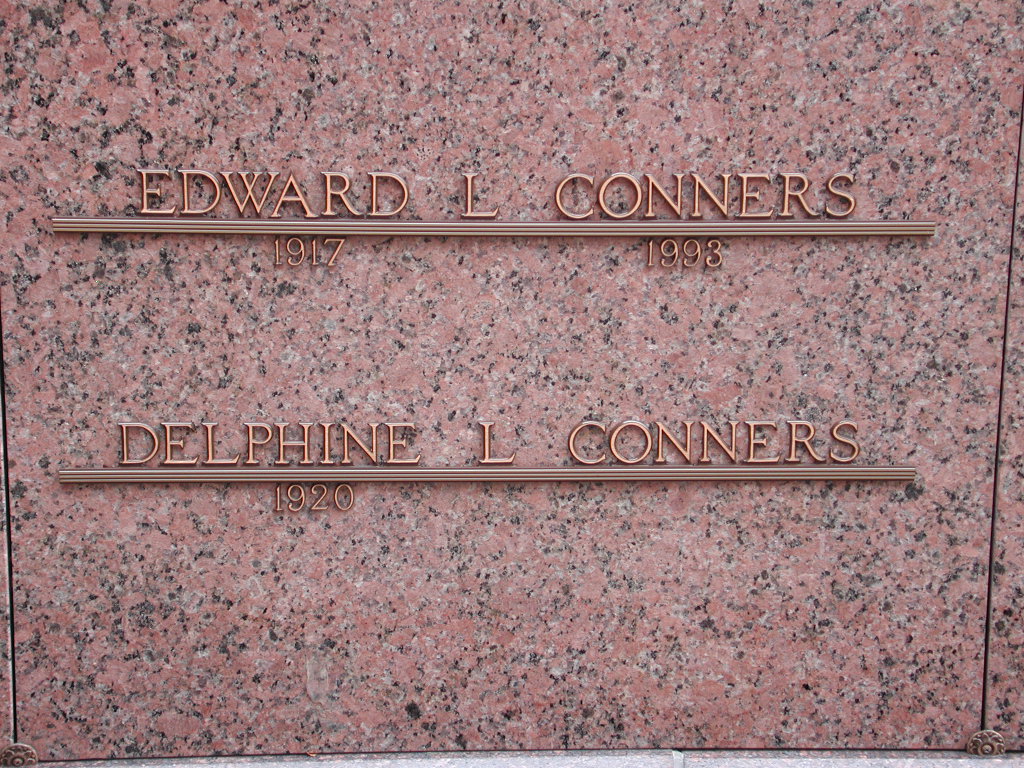 EDWARD L CONNERS
1917 1993
DELPHINE L CONNERS
1920